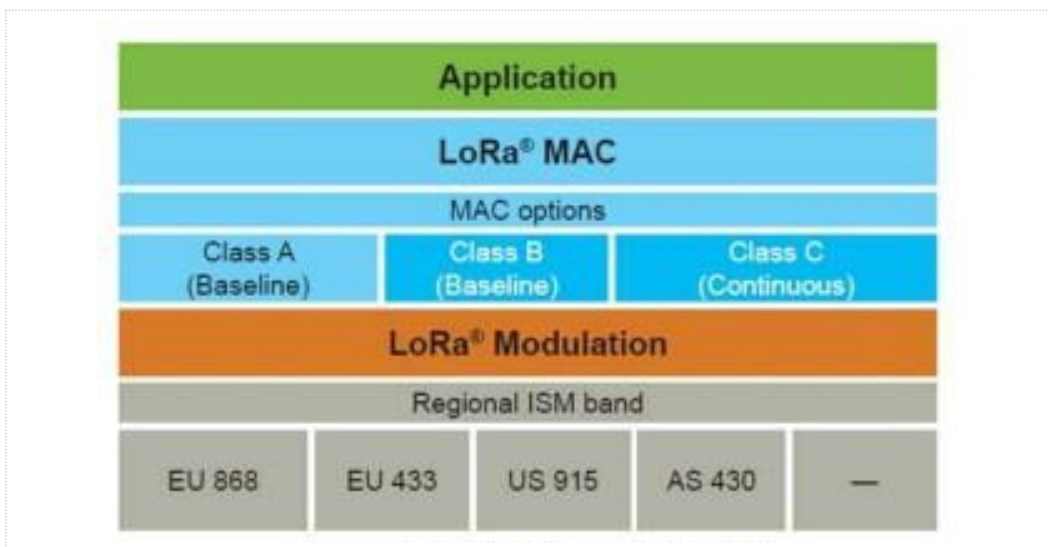 Application
LoRa® MAC
MAC options
Class A
(Baseline)
Class B
(Baseline)
Class C
(Continuous)
LoRa® Modulation
Regional ISM band
EU 868
EU 433
US 915
AS 430
—